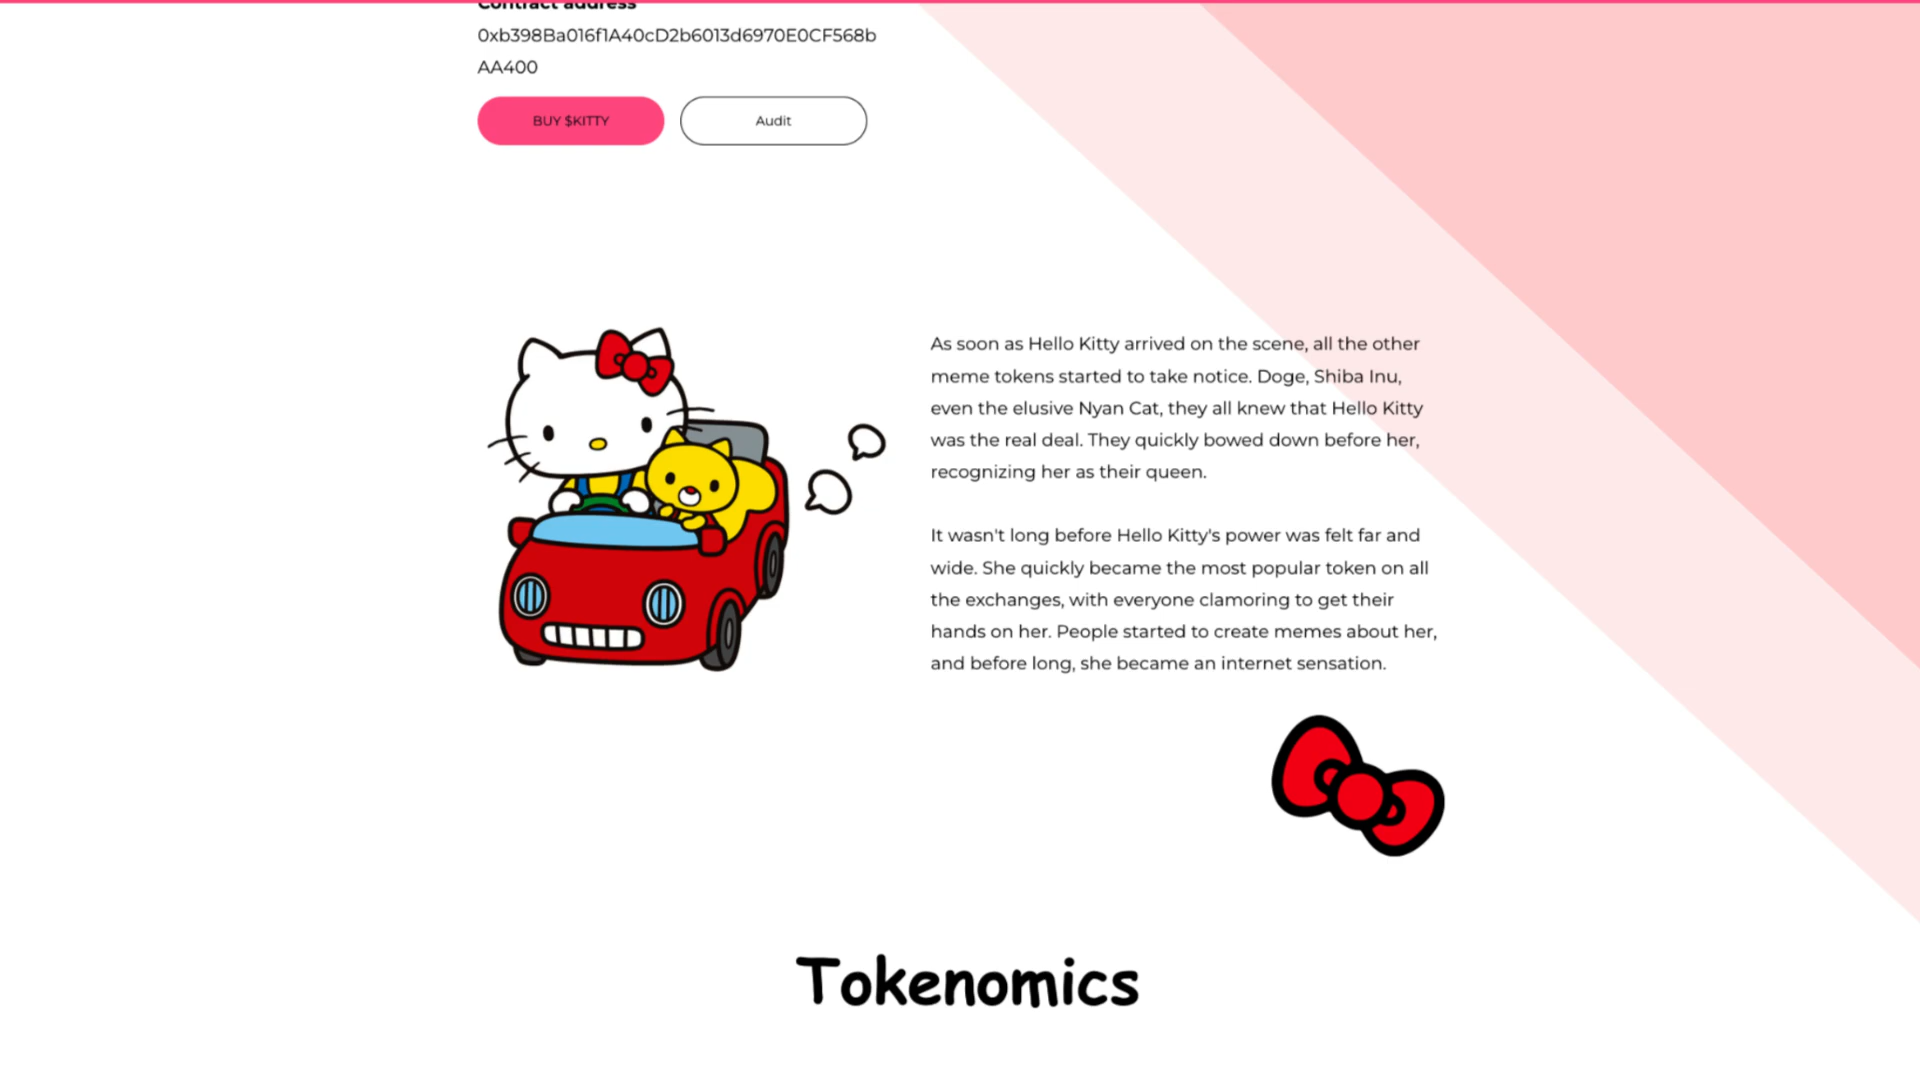 Contract address
0xb398Ba016f1A40cD2b6013d6970E0CF568b
AA400
BUY $KITTY
Audit
As soon as Hello Kitty arrived on the scene, all the other
meme tokens started to take notice. Doge, Shiba Inu,
even the elusive Nyan Cat, they all knew that Hello Kitty
was the real deal. They quickly bowed down before her,
recognizing her as their queen.
It wasn't long before Hello Kitty's power was felt far and
wide. She quickly became the most popular token on all
the exchanges, with everyone clamoring to get their
hands on her. People started to create memes about her,
and before long, she became an internet sensation.
Tokenomics